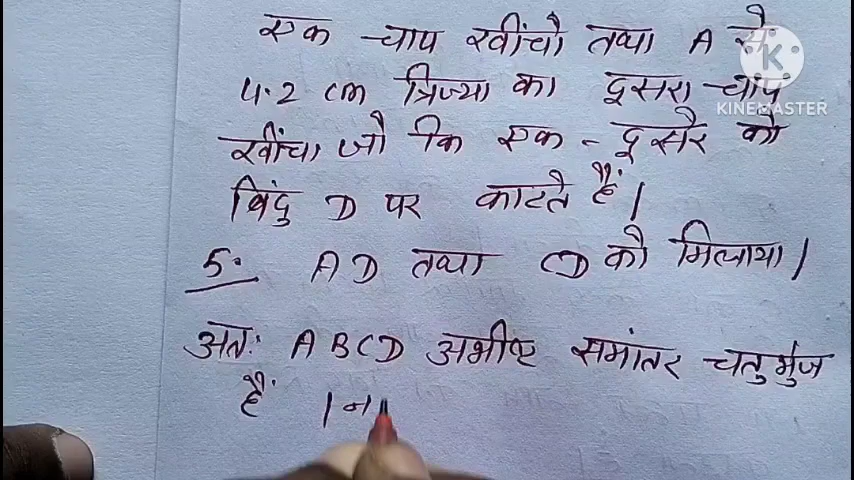 एक चाप खींचो तथा A से
4.2 cm त्रिज्या का दूसरा चाप
खींचा जो कि एक - दूसरे को
बिंदु D पर काटते हैं।
5. AD तथा CD को मिलाया।
अतः ABCD अभीष्ट समांतर चतुर्भुज
हैं । न
KINEMASTER